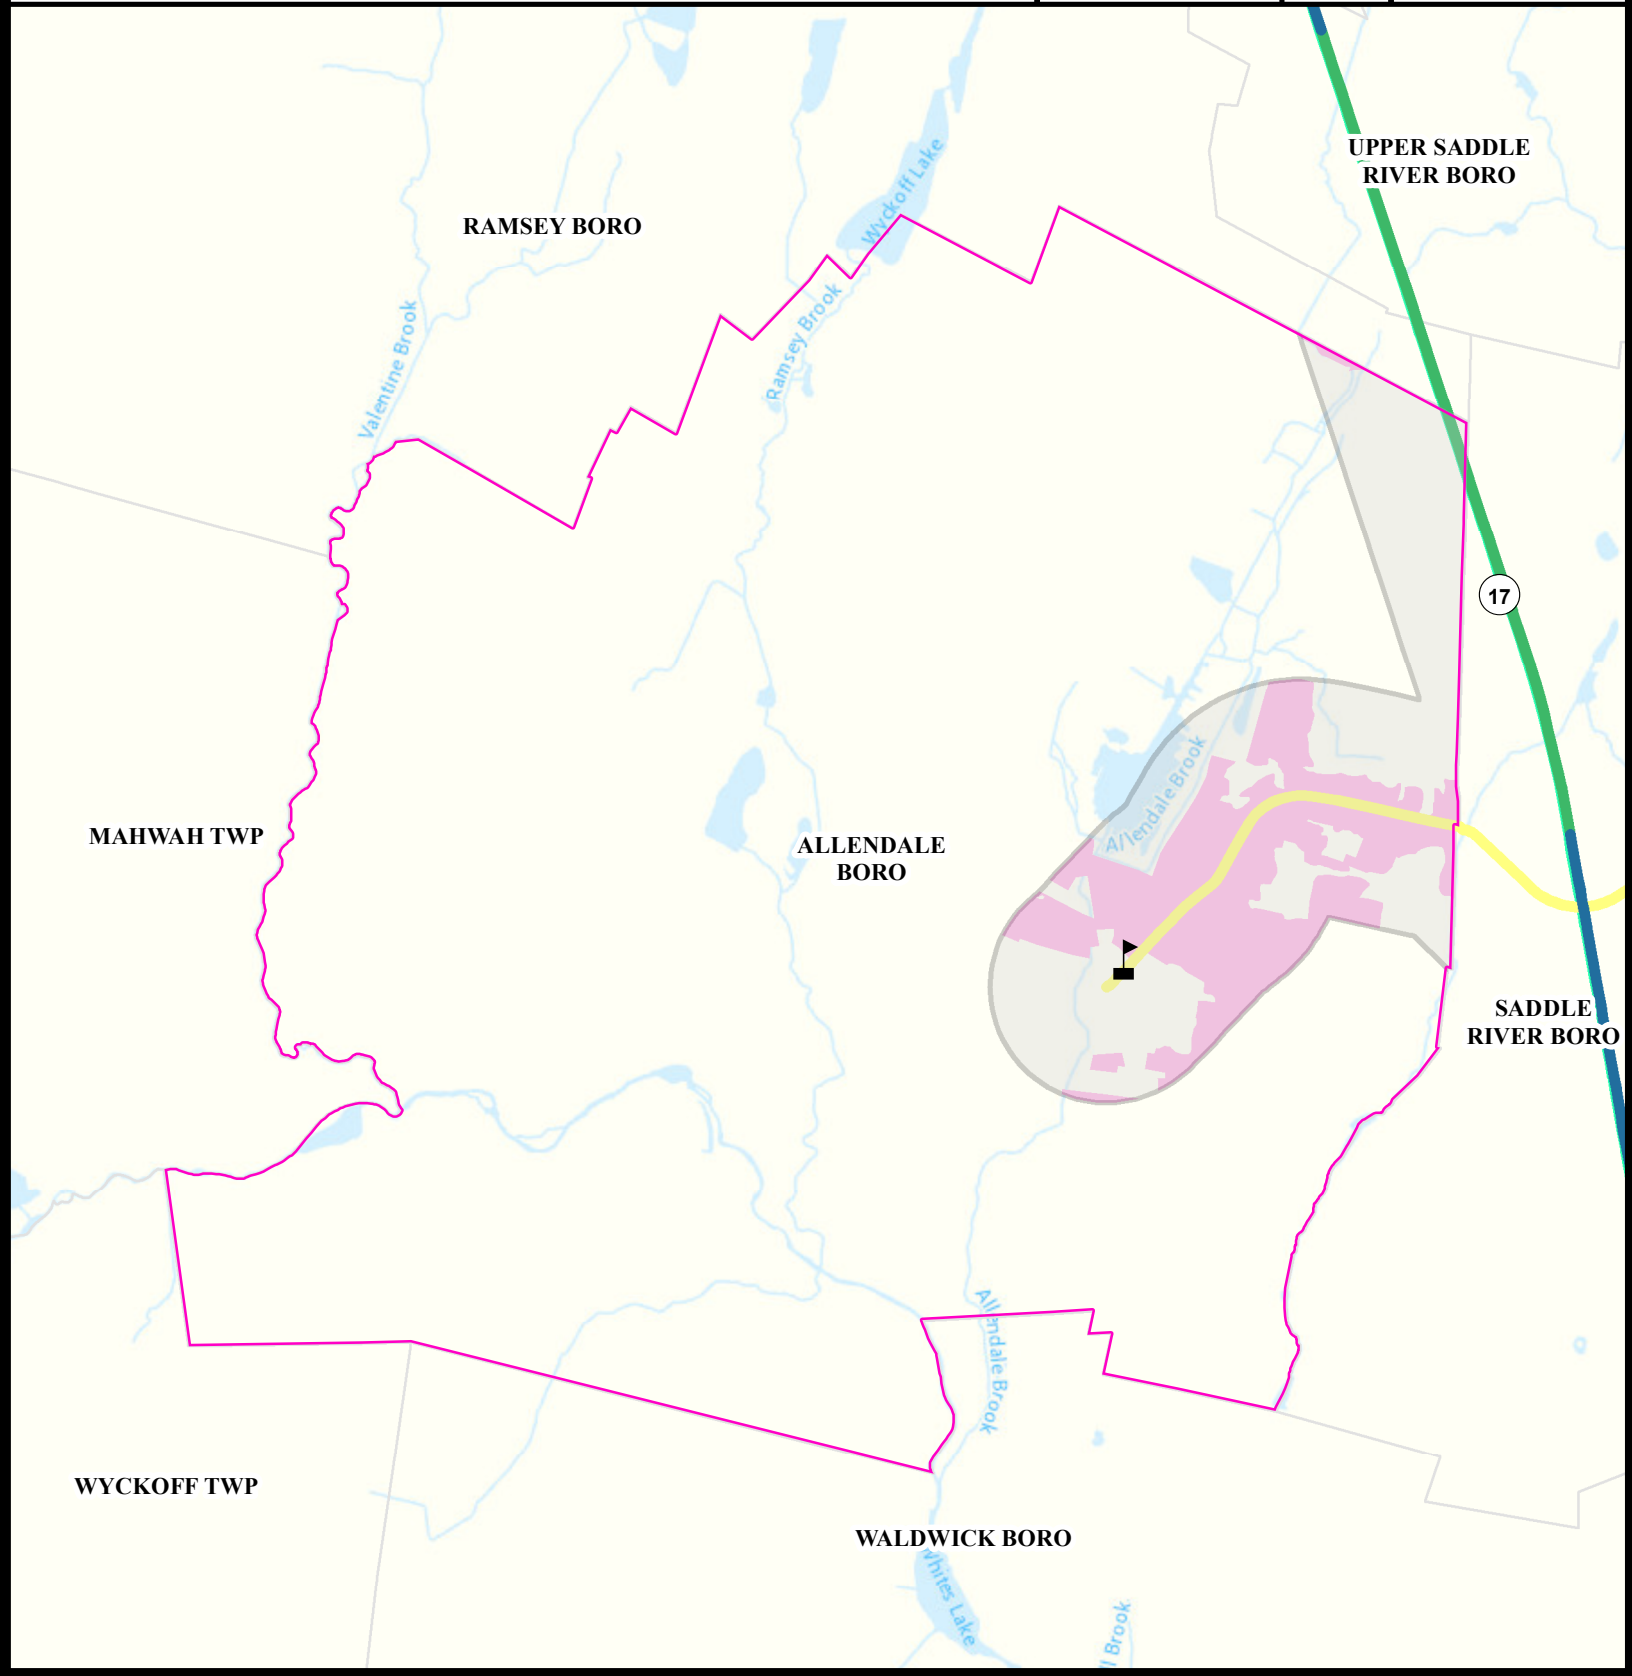 UPPER SADDLE
RIVER BORO
Wyckoff Lake
RAMSEY BORO
Ramsey Brook
Valentine Brook
17
Allendale Brook
MAHWAH TWP
ALLENDALE
BORO
SADDLE
RIVER BORO
Allendale Brook
WYCKOFF TWP
WALDWICK BORO
Whites Lake
ll Brook